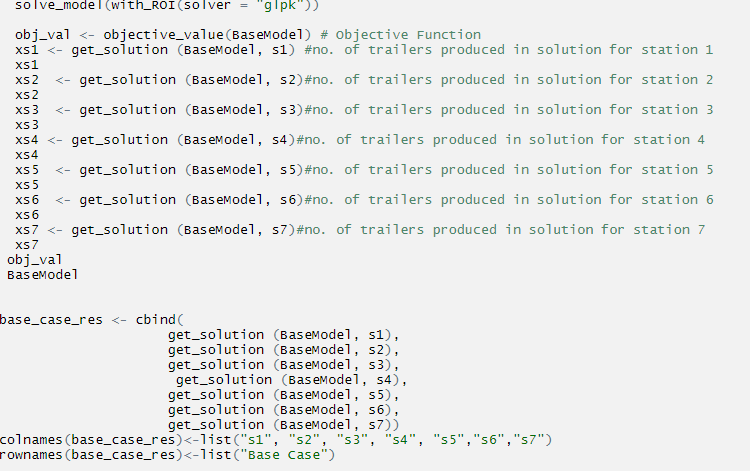 solve_model(with_ROI(solver = "glpk"))
obj_val <- objective_value(BaseModel) # Objective Function
xs1 <- get_solution (BaseModel, s1) #no. of trailers produced in solution for station 1
xs1
xs2  <- get_solution (BaseModel, s2)#no. of trailers produced in solution for station 2
xs2
xs3  <- get_solution (BaseModel, s3)#no. of trailers produced in solution for station 3
xs3
xs4 <- get_solution (BaseModel, s4)#no. of trailers produced in solution for station 4
xs4
xs5  <- get_solution (BaseModel, s5)#no. of trailers produced in solution for station 5
xs5
xs6  <- get_solution (BaseModel, s6)#no. of trailers produced in solution for station 6
xs6
xs7 <- get_solution (BaseModel, s7)#no. of trailers produced in solution for station 7
xs7
obj_val
BaseModel
base_case_res <- cbind(
get_solution (BaseModel, s1),
get_solution (BaseModel, s2),
get_solution (BaseModel, s3),
get_solution (BaseModel, s4),
get_solution (BaseModel, s5),
get_solution (BaseModel, s6),
get_solution (BaseModel, s7))
colnames(base_case_res)<-list("s1", "s2", "s3", "s4", "s5","s6","s7")
rownames(base_case_res)<-list("Base Case")